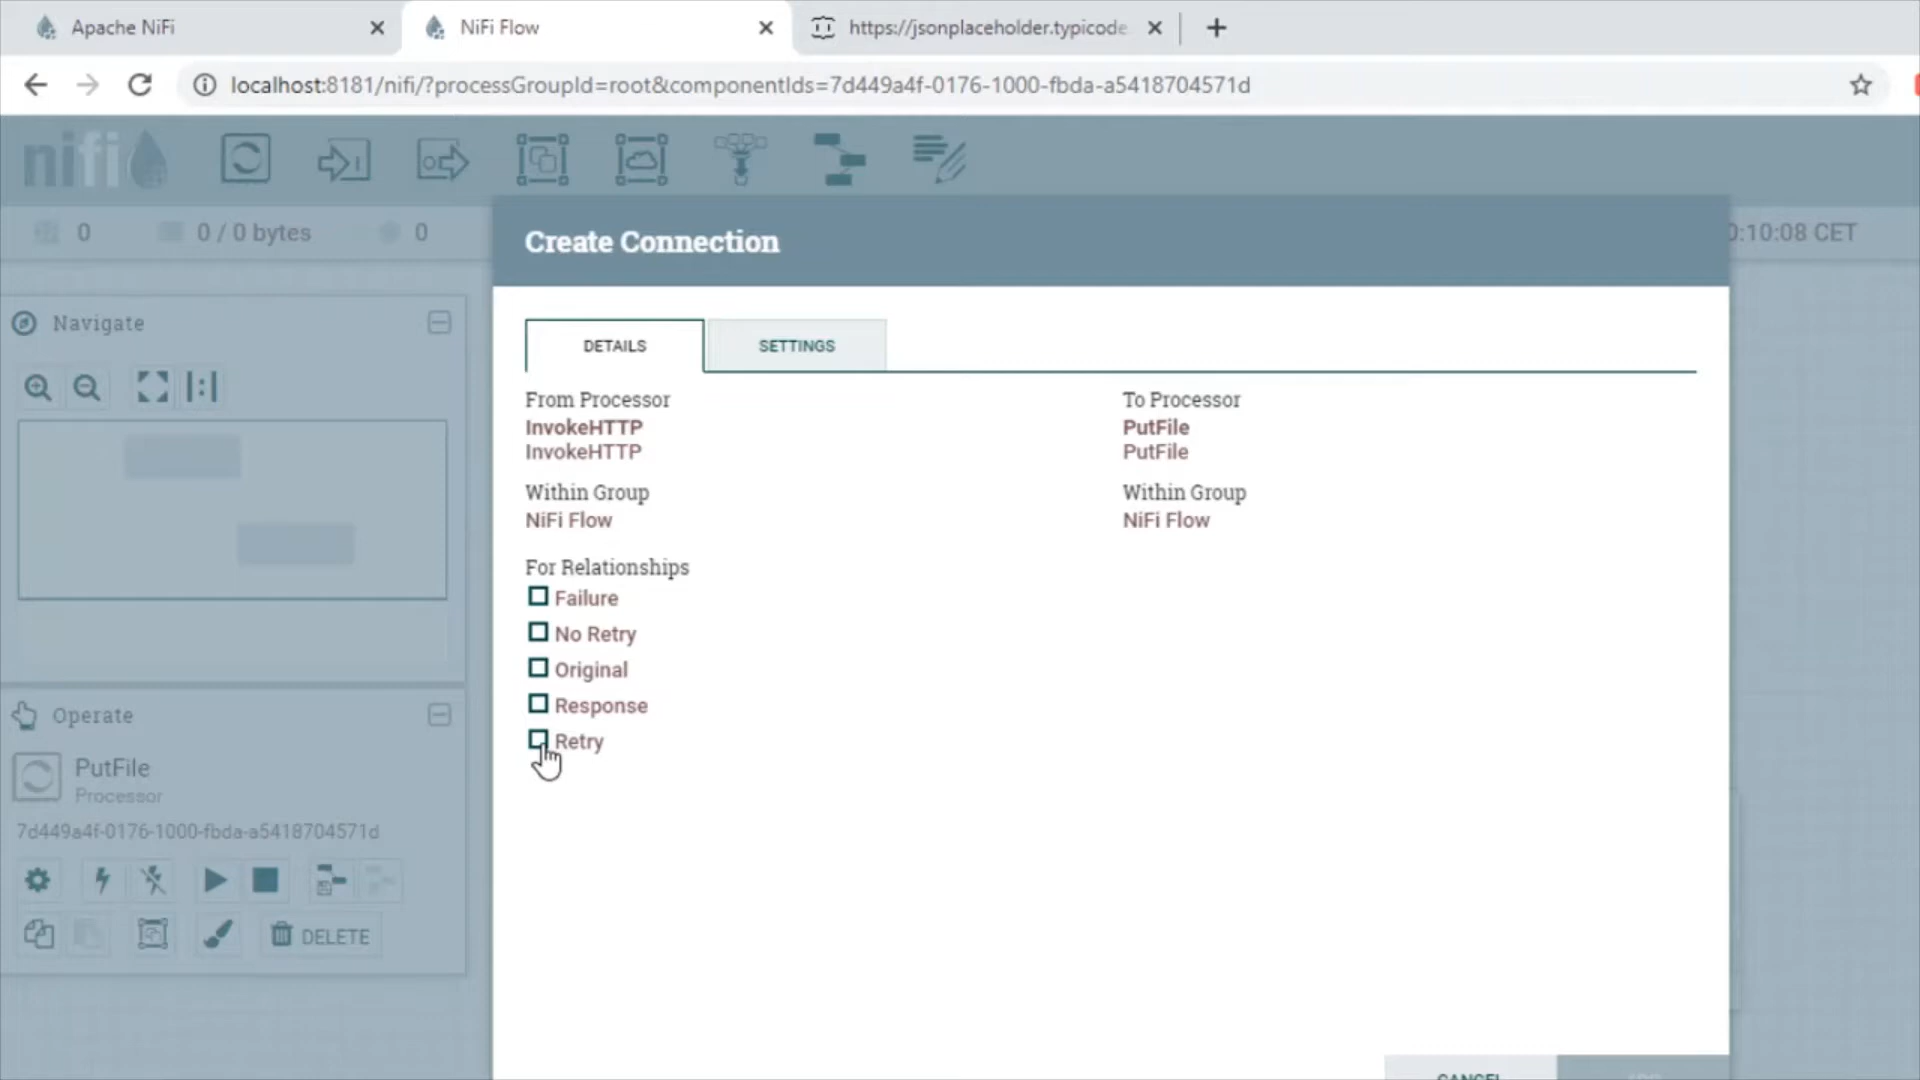 Apache NiFi
NiFi Flow
https://jsonplaceholder.typicode
localhost:8181/nifi/?processGroupId=root&componentIds=7d449a4f-0176-1000-fbda-a5418704571d
nifi
0
0 / 0 bytes
0
0:10:08 CET
Create Connection
Navigate
DETAILS
SETTINGS
From Processor
InvokeHTTP
InvokeHTTP
To Processor
PutFile
PutFile
Within Group
NiFi Flow
Within Group
NiFi Flow
For Relationships
Failure
No Retry
Original
Response
Retry
Operate
PutFile
Processor
7d449a4f-0176-1000-fbda-a5418704571d
DELETE
CANCEL